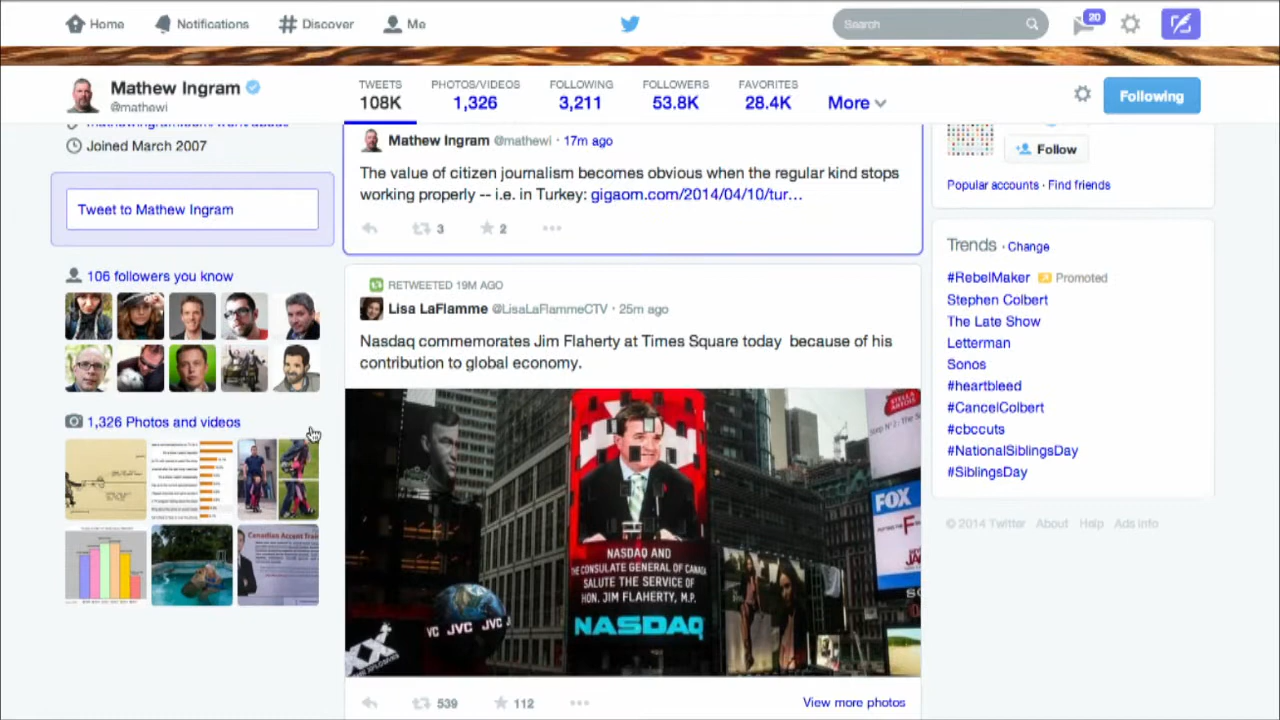 Home
Notifications
Discover
Me
Search
20
Mathew Ingram
@mathewi
TWEETS
108K
PHOTOS/VIDEOS
1,326
FOLLOWING
3,211
FOLLOWERS
53.8K
FAVORITES
28.4K
More
Following
Joined March 2007
Tweet to Mathew Ingram
106 followers you know
1,326 Photos and videos
Canadian Accent
Mathew Ingram @mathewi · 17m ago
The value of citizen journalism becomes obvious when the regular kind stops
working properly -- i.e. in Turkey: gigaom.com/2014/04/10/tur…
3
2
RETWEETED 19M AGO
Lisa LaFlamme @LisaLaFlammeCTV · 25m ago
Nasdaq commemorates Jim Flaherty at Times Square today because of his
contribution to global economy.
STELLA
ARTOIS
FOX
NASDAQ AND
THE CONSULATE GENERAL OF CANADA
SALUTE THE SERVICE OF
HON. JIM FLAHERTY, M.P.
NASDAQ
VC JVC JVC
539
112
View more photos
Follow
Popular accounts · Find friends
Trends · Change
#RebelMaker Promoted
Stephen Colbert
The Late Show
Letterman
Sonos
#heartbleed
#CancelColbert
#cbccuts
#NationalSiblingsDay
#SiblingsDay
© 2014 Twitter About Help Ads info